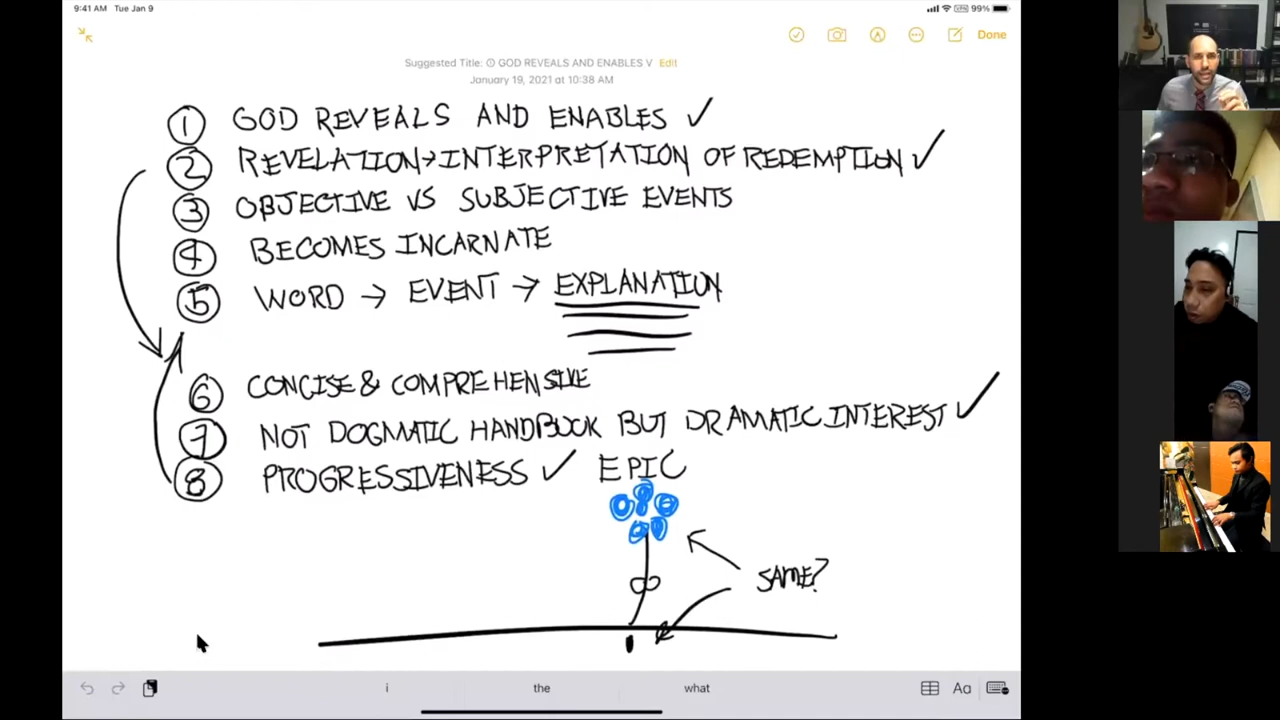 9:41 AM Tue Jan 9
VPN 99%
Done
Suggested Title: GOD REVEALS AND ENABLES V Edit
January 19, 2021 at 10:38 AM
1 GOD REVEALS AND ENABLES ✓
2 REVELATION→INTERPRETATION OF REDEMPTION ✓
3 OBJECTIVE VS SUBJECTIVE EVENTS
4 BECOMES INCARNATE
5 WORD → EVENT → EXPLANATION
6 CONCISE & COMPREHENSIVE
7 NOT DOGMATIC HANDBOOK BUT DRAMATIC INTEREST ✓
8 PROGRESSIVENESS ✓ EPIC
SAME?
i the what
Aa